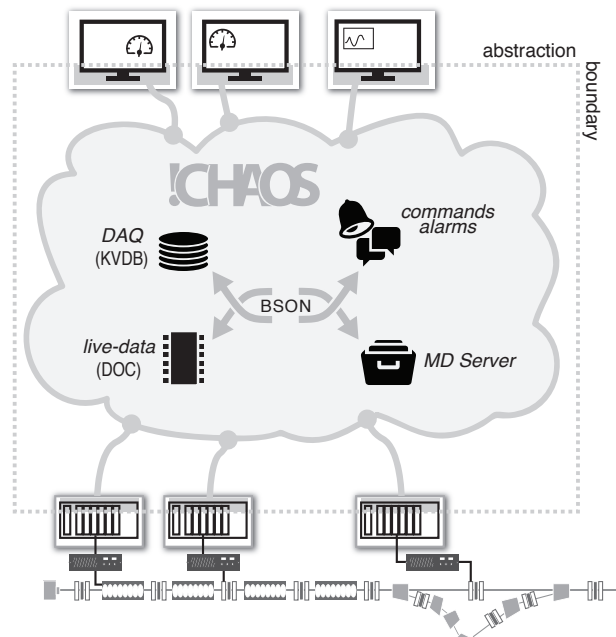 abstraction
boundary
!CHAOS
DAQ
(KVDB)
commands
alarms
BSON
live-data
(DOC)
MD Server